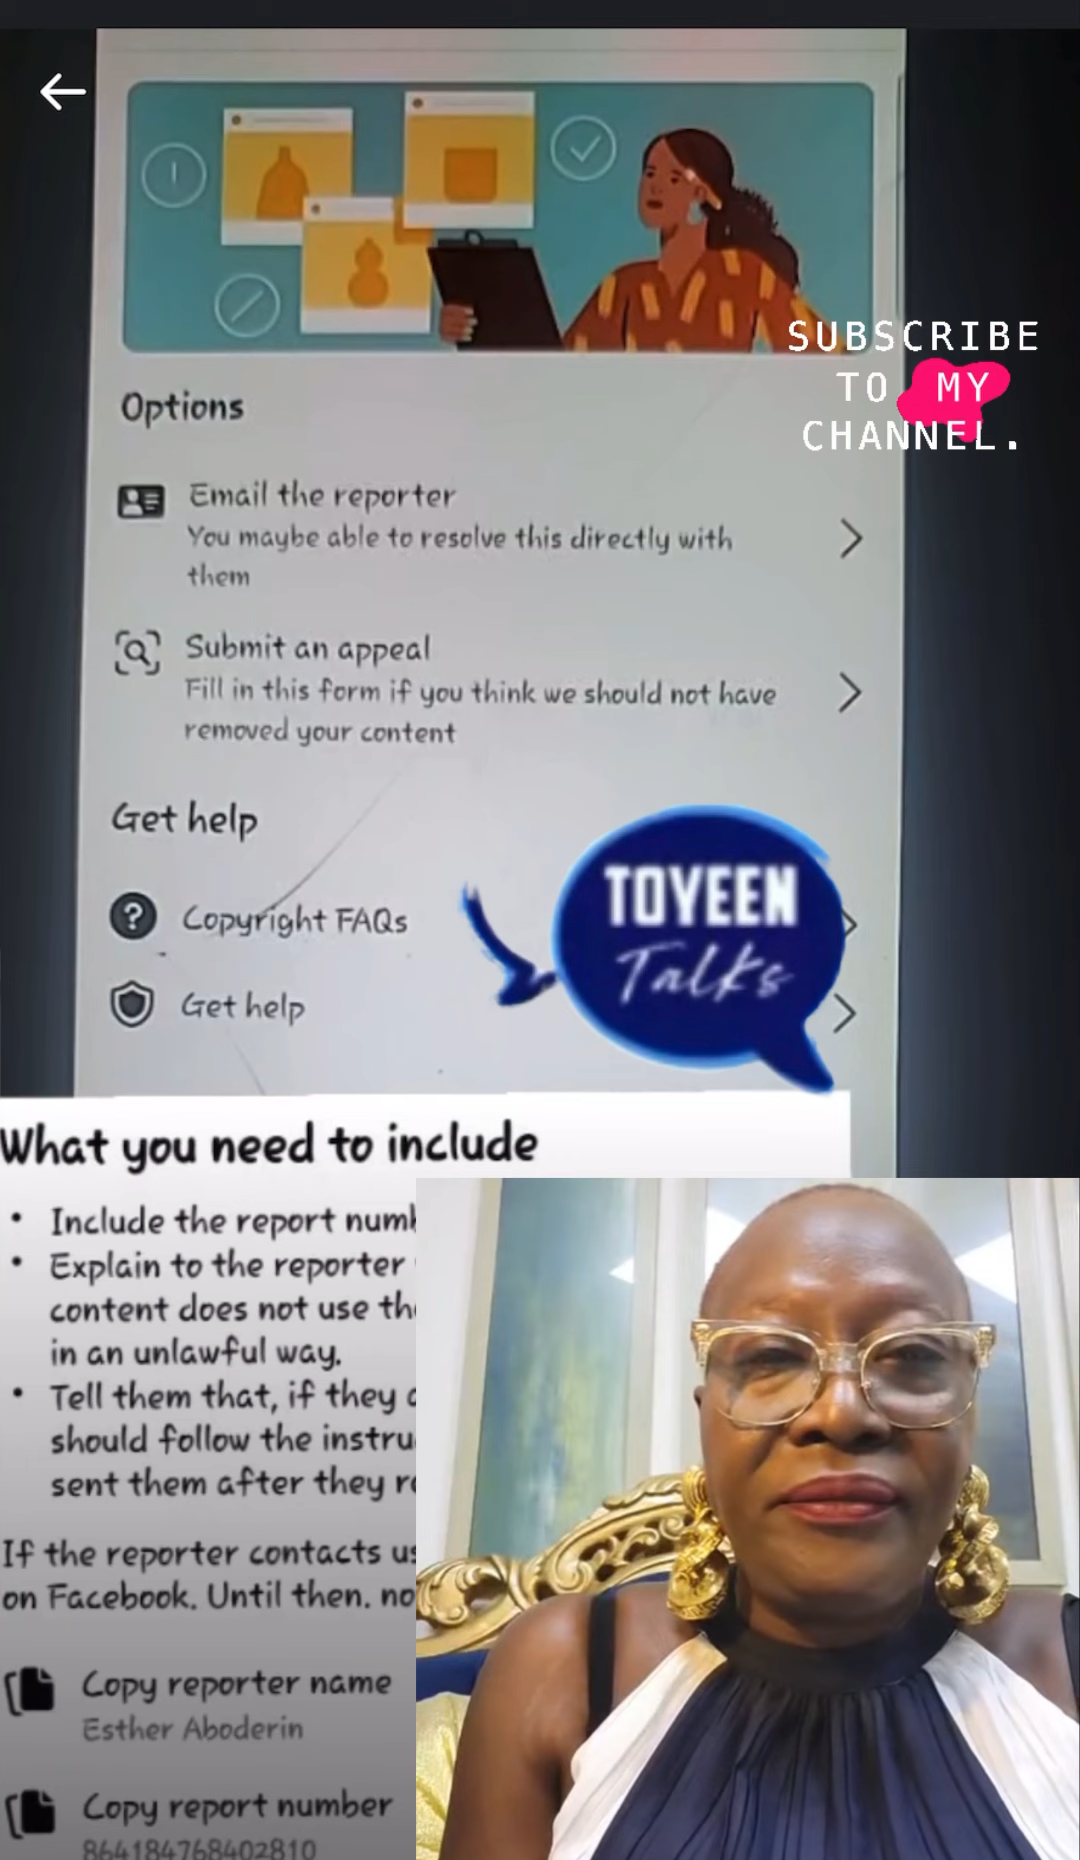 SUBSCRIBE
TO MY
CHANNEL.
Options
Email the reporter
You maybe able to resolve this directly with
them
Submit an appeal
Fill in this form if you think we should not have
removed your content
Get help
Copyright FAQs
Get help
TOYEEN
Talks
What you need to include
• Include the report
• Explain to the reporter
content does not use
in an unlawful way.
• Tell them that, if they
should follow the
sent them after they
If the reporter contacts
on Facebook. Until then.
Copy reporter name
Esther Aboderin
Copy report number
864184768402810